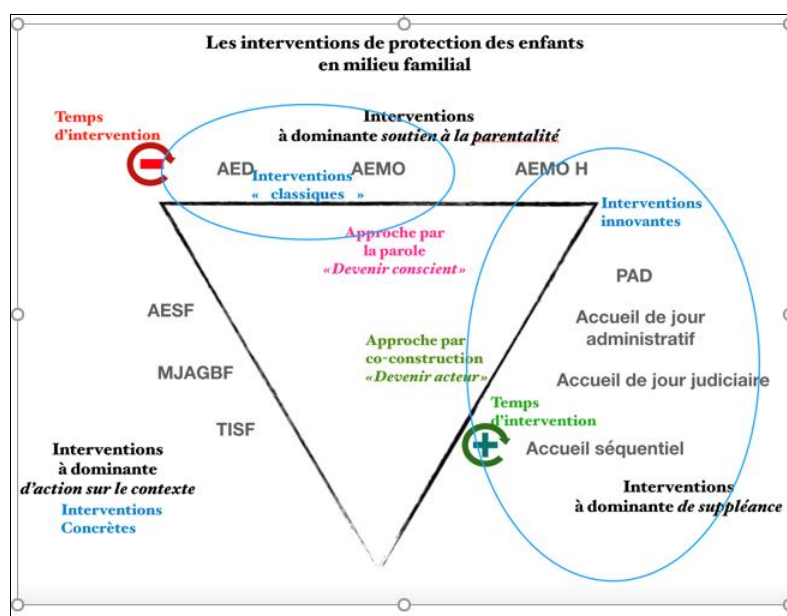 Les interventions de protection des enfants
en milieu familial
Temps
d'intervention
Interventions
à dominante soutien à la parentalité
AED
AEMO
AEMO H
Interventions
« classiques »
Interventions
innovantes
Approche par
la parole
«Devenir conscient»
PAD
AESF
Accueil de jour
administratif
Approche par
co-construction
«Devenir acteur»
MJAGBF
Accueil de jour judiciaire
Temps
d'intervention
TISF
Accueil séquentiel
Interventions
à dominante
d'action sur le contexte
Interventions
à dominante de suppléance
Interventions
Concrètes